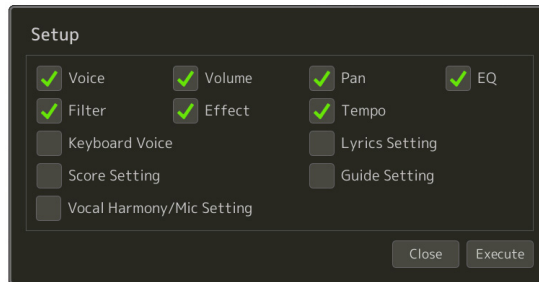 Setup
Voice Volume Pan EQ
Filter Effect Tempo
Keyboard Voice Lyrics Setting
Score Setting Guide Setting
Vocal Harmony/Mic Setting
Close Execute